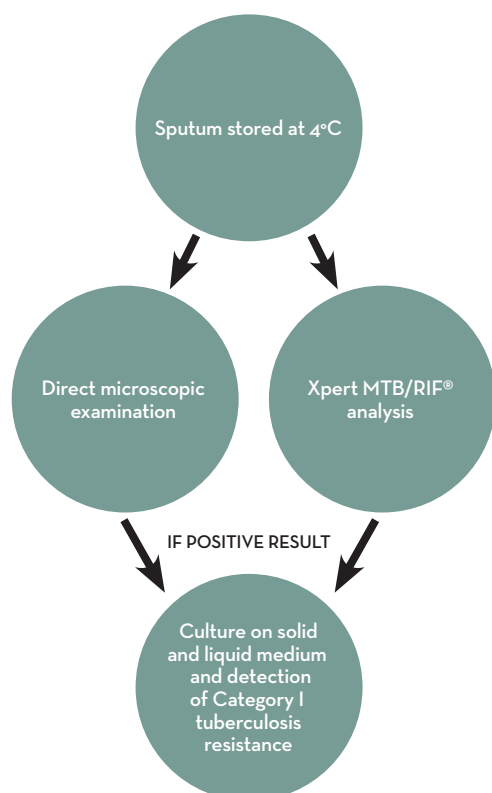 Sputum stored at 4°C
Direct microscopic
examination
Xpert MTB/RIF®
analysis
IF POSITIVE RESULT
Culture on solid
and liquid medium
and detection
of Category I
tuberculosis
resistance